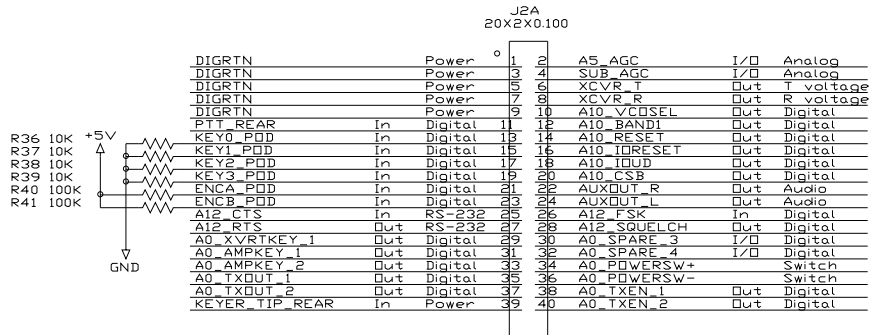 J2A
20X2X0.100
DIGRTN Power 1 2 A5_AGC I/O Analog
DIGRTN Power 3 4 SUB_AGC I/O Analog
DIGRTN Power 5 6 XCVR_T Out T voltage
DIGRTN Power 7 8 XCVR_R Out R voltage
DIGRTN Power 9 10 A10_VCOSEL Out Digital
PTT_REAR In Digital 11 12 A10_BAND1 Out Digital
R36 10K +5V KEY0_POD In Digital 13 14 A10_RESET Out Digital
R37 10K KEY1_POD In Digital 15 16 A10_IORESET Out Digital
R38 10K KEY2_POD In Digital 17 18 A10_IOUD Out Digital
R39 10K KEY3_POD In Digital 19 20 A10_CSB Out Digital
R40 100K ENCA_POD In Digital 21 22 AUXOUT_R Out Audio
R41 100K ENCB_POD In Digital 23 24 AUXOUT_L Out Audio
A12_CTS In RS-232 25 26 A12_FSK In Digital
A12_RTS Out RS-232 27 28 A12_SQUELCH Out Digital
A0_XVRTKEY_1 Out Digital 29 30 A0_SPARE_3 I/O Digital
GND A0_AMPKEY_1 Out Digital 31 32 A0_SPARE_4 I/O Digital
A0_AMPKEY_2 Out Digital 33 34 A0_POWERSW+ Switch
A0_TXOUT_1 Out Digital 35 36 A0_POWERSW- Switch
A0_TXOUT_2 Out Digital 37 38 A0_TXEN_1 Out Digital
KEYER_TIP_REAR In Power 39 40 A0_TXEN_2 Out Digital